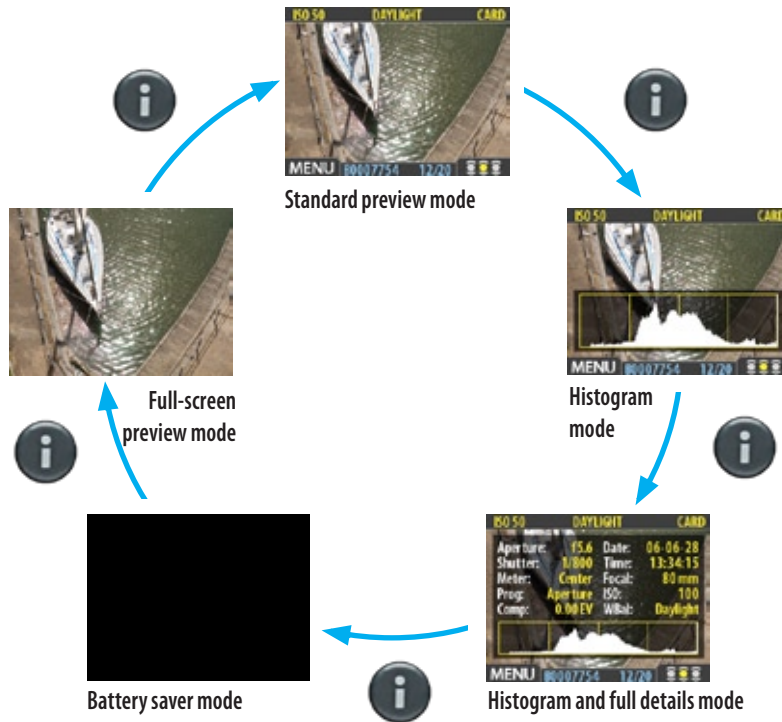 ISO 50 DAYLIGHT CARD
MENU B0007754 12/20
Standard preview mode
ISO 50 DAYLIGHT CARD
MENU B0007754 12/20
Histogram
mode
Full-screen
preview mode
ISO 50 DAYLIGHT CARD
Aperture: f5.6 Date: 06-06-28
Shutter: 1/800 Time: 13:34:15
Meter: Center Focal: 80 mm
Prog: Aperture ISO: 100
Comp: 0.00 EV WBal: Daylight
MENU B0007754 12/20
Battery saver mode
Histogram and full details mode